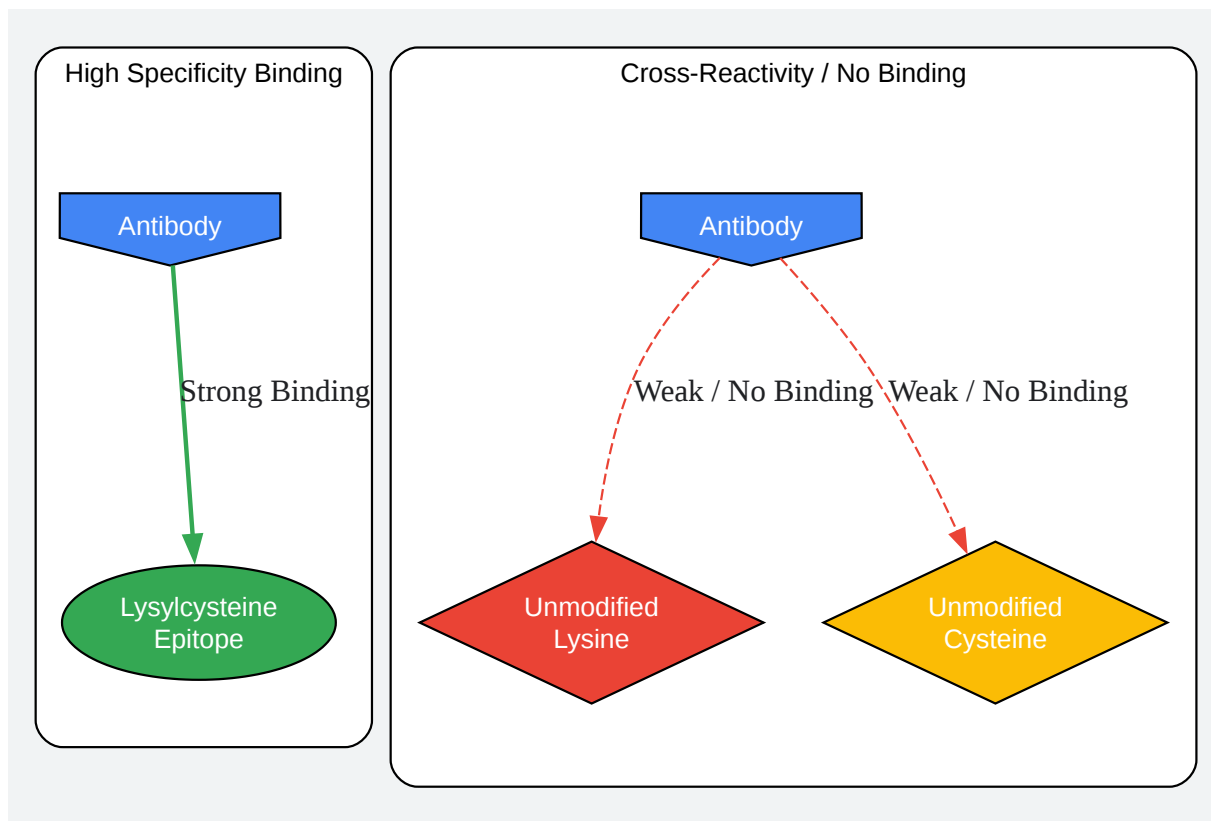 High Specificity Binding
Antibody
Strong Binding
Lysylcysteine
Epitope
Cross-Reactivity / No Binding
Antibody
Weak / No Binding
Weak / No Binding
Unmodified
Lysine
Unmodified
Cysteine